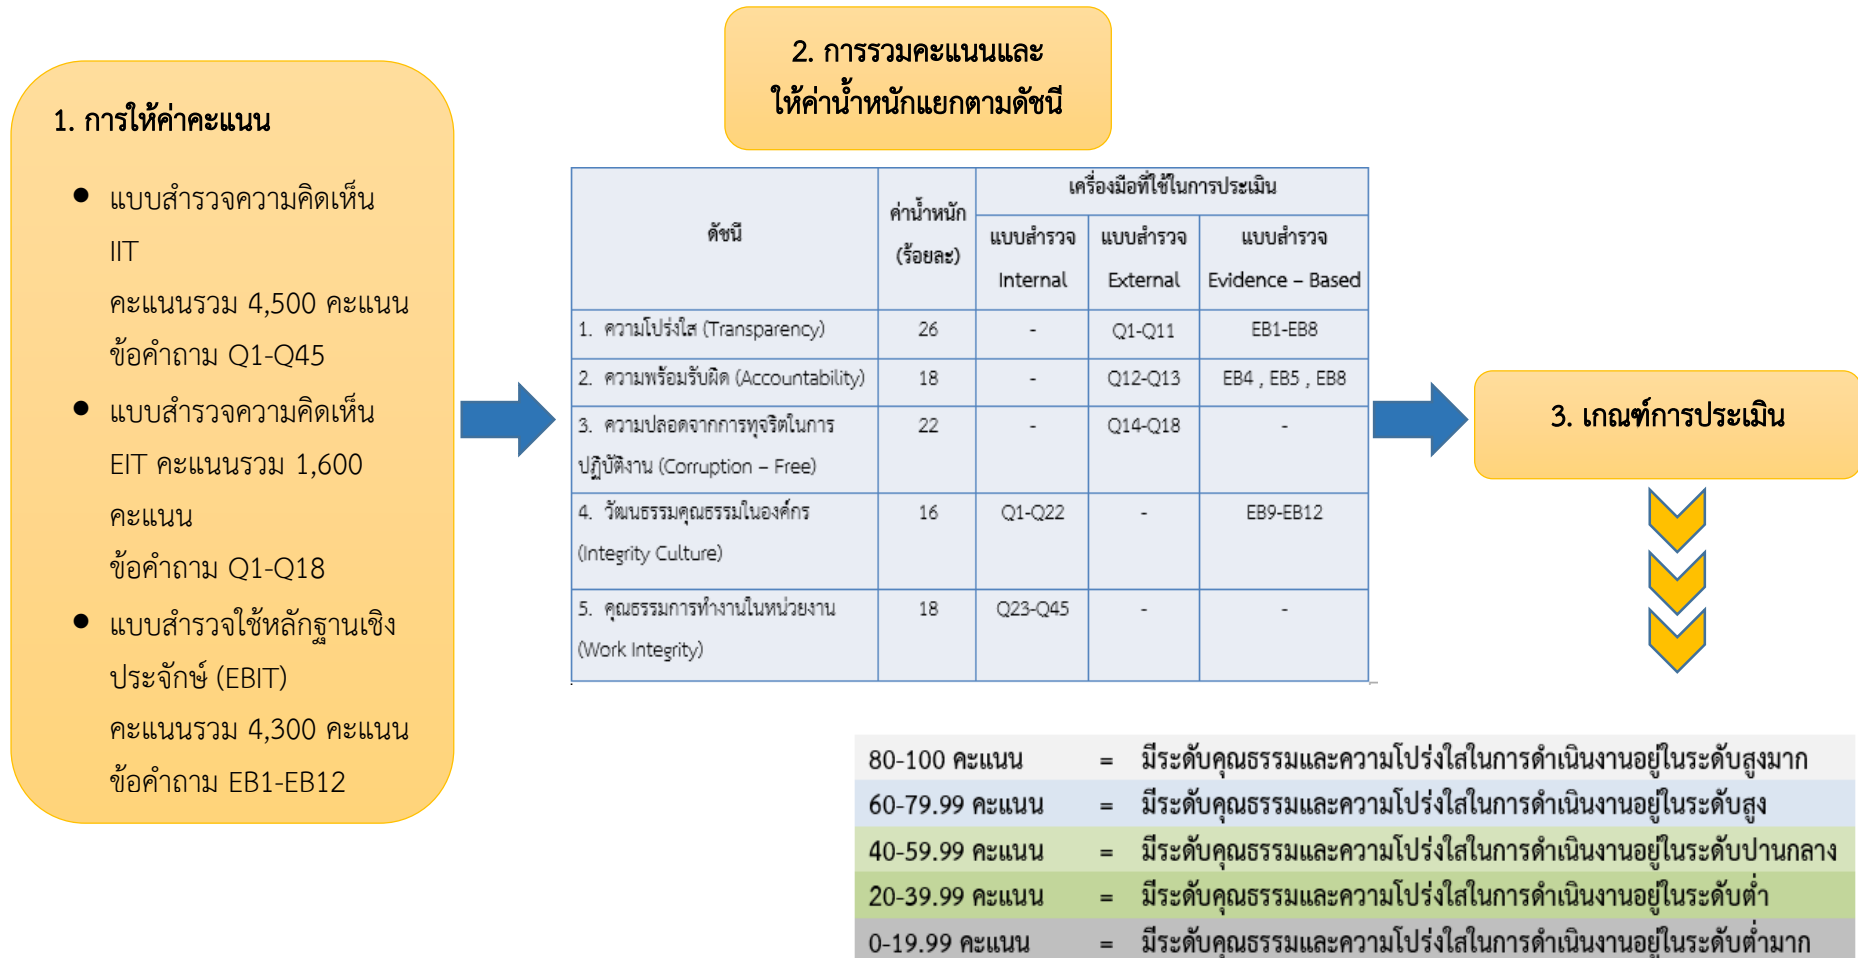 1. การให้ค่าคะแนน
● แบบสำรวจความคิดเห็น
IIT
คะแนนรวม 4,500 คะแนน
ข้อคำถาม Q1-Q45
● แบบสำรวจความคิดเห็น
EIT คะแนนรวม 1,600
คะแนน
ข้อคำถาม Q1-Q18
● แบบสำรวจใช้หลักฐานเชิง
ประจักษ์ (EBIT)
คะแนนรวม 4,300 คะแนน
ข้อคำถาม EB1-EB12
2. การรวมคะแนนและ
ให้ค่าน้ำหนักแยกตามดัชนี
ดัชนี
ค่าน้ำหนัก
(ร้อยละ)
เครื่องมือที่ใช้ในการประเมิน
แบบสำรวจ แบบสำรวจ แบบสำรวจ
Internal External Evidence – Based
1. ความโปร่งใส (Transparency) 26 - Q1-Q11 EB1-EB8
2. ความพร้อมรับผิด (Accountability) 18 - Q12-Q13 EB4 , EB5 , EB8
3. ความปลอดจากการทุจริตในการ 22 - Q14-Q18 -
ปฏิบัติงาน (Corruption – Free)
4. วัฒนธรรมคุณธรรมในองค์กร 16 Q1-Q22 - EB9-EB12
(Integrity Culture)
5. คุณธรรมการทำงานในหน่วยงาน 18 Q23-Q45 - -
(Work Integrity)
3. เกณฑ์การประเมิน
80-100 คะแนน = มีระดับคุณธรรมและความโปร่งใสในการดำเนินงานอยู่ในระดับสูงมาก
60-79.99 คะแนน = มีระดับคุณธรรมและความโปร่งใสในการดำเนินงานอยู่ในระดับสูง
40-59.99 คะแนน = มีระดับคุณธรรมและความโปร่งใสในการดำเนินงานอยู่ในระดับปานกลาง
20-39.99 คะแนน = มีระดับคุณธรรมและความโปร่งใสในการดำเนินงานอยู่ในระดับต่ำ
0-19.99 คะแนน = มีระดับคุณธรรมและความโปร่งใสในการดำเนินงานอยู่ในระดับต่ำมาก